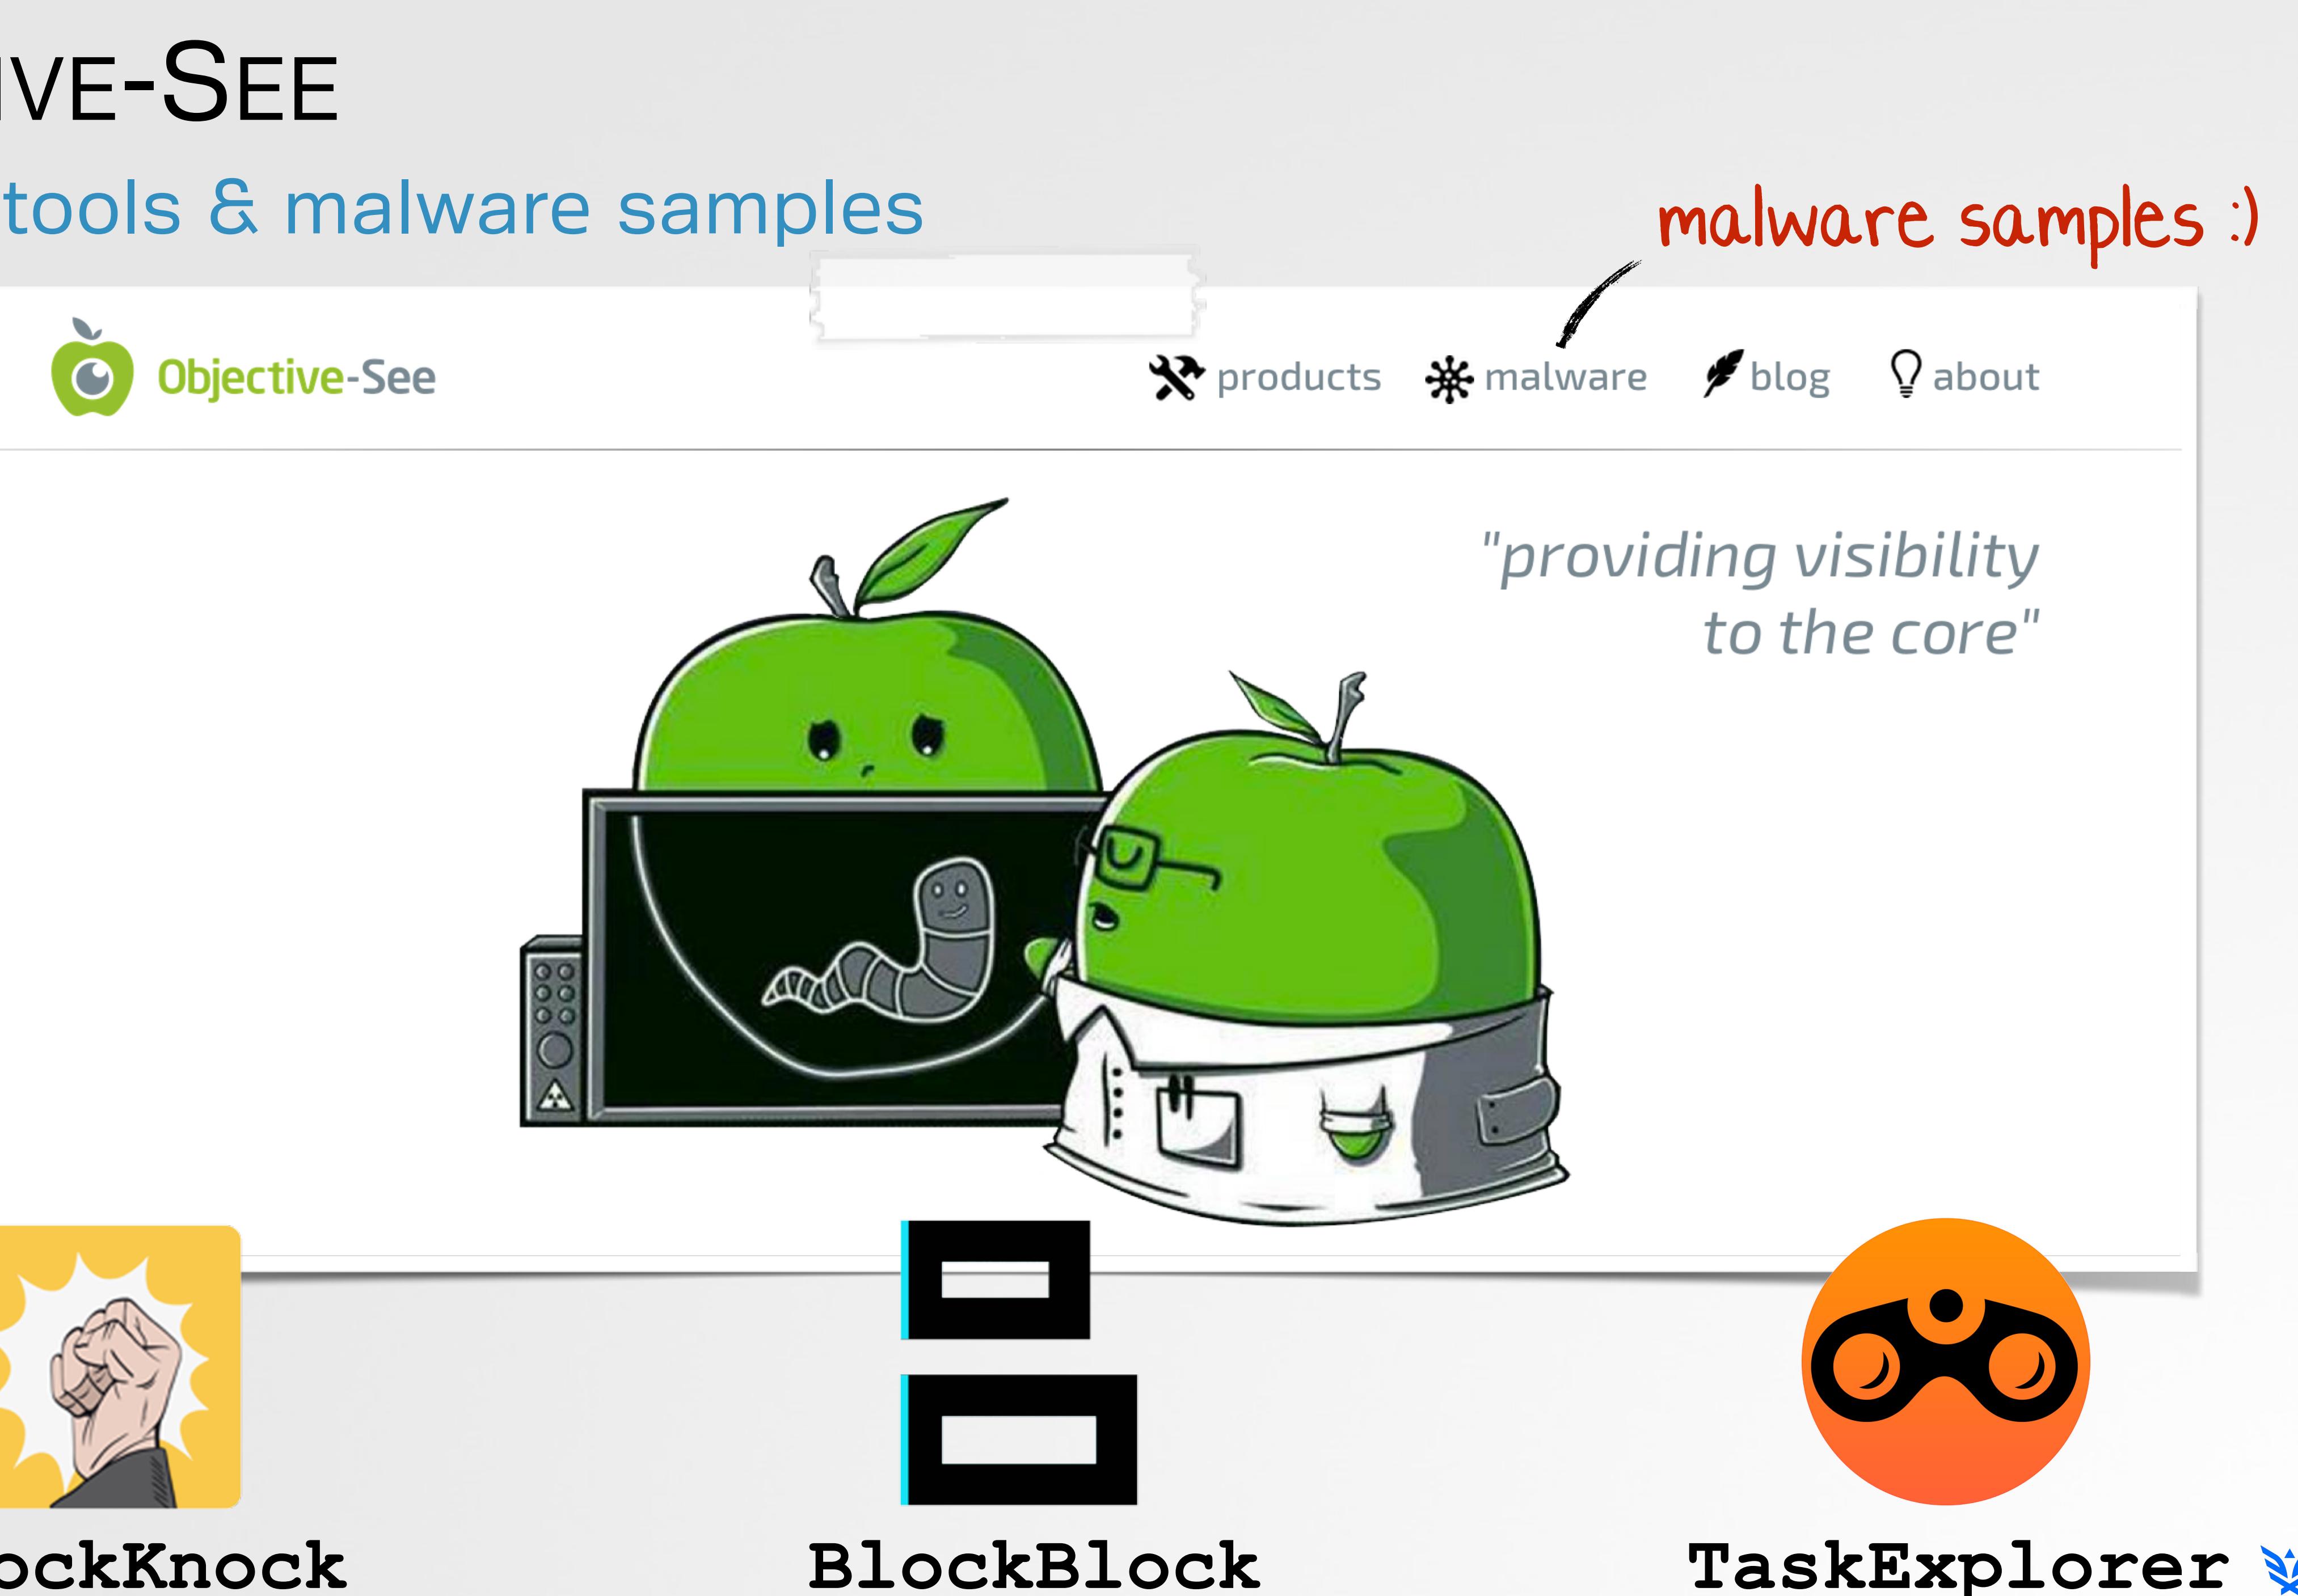 IVE-SEE
tools & malware samples
malware samples :)
Objective-See
products
malware
blog
about
"providing visibility
to the core"
ockKnock
BlockBlock
TaskExplorer